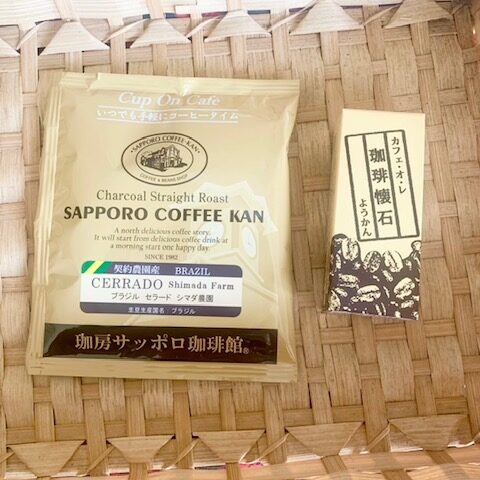 Cup On Cafe
いつでも手軽にコーヒータイム
• SAPPORO COFFEE-KAN •
COFFEE & BEANS SHOP
Charcoal Straight Roast
SAPPORO COFFEE KAN
A north delicious coffee story.
It will start from delicious coffee drink at
a morning start one happy day.
SINCE 1982
契約農園産 BRAZIL
CERRADO Shimada Farm
ブラジル セラード シマダ農園
生豆生産国名:ブラジル
珈房サッポロ珈琲館®
カフェ・オ・レ
珈琲懐石
ようかん